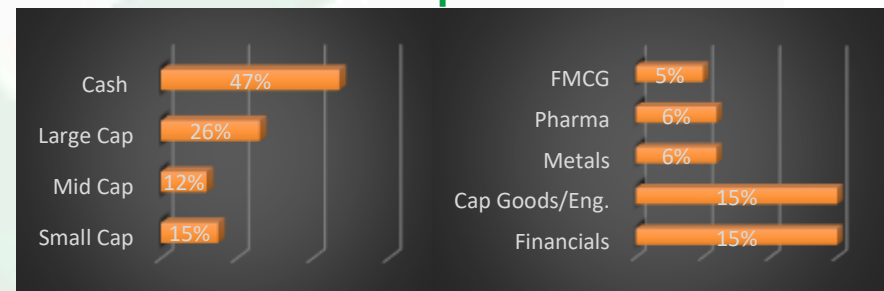 Cash 47%
Large Cap 26%
Mid Cap 12%
Small Cap 15%
FMCG 5%
Pharma 6%
Metals 6%
Cap Goods/Eng. 15%
Financials 15%